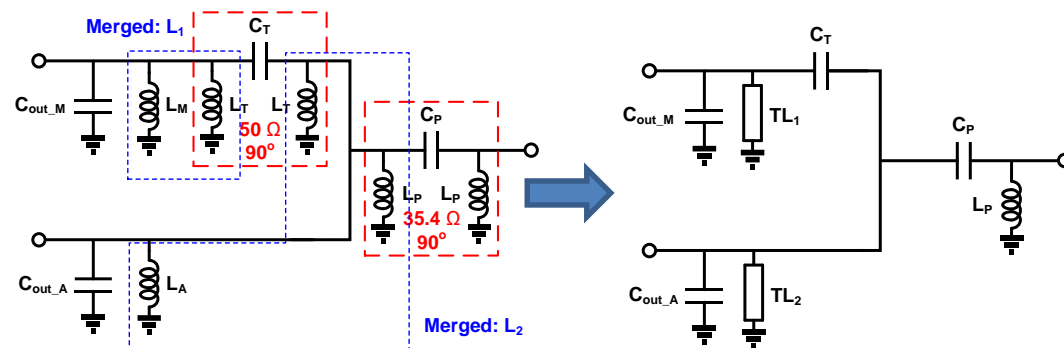 Merged: L1
CT
Cout_M
LM
LT
LT
50 Ω
90°
CP
LP
LP
35.4 Ω
90°
Cout_A
LA
Merged: L2
CT
Cout_M
TL1
CP
LP
Cout_A
TL2